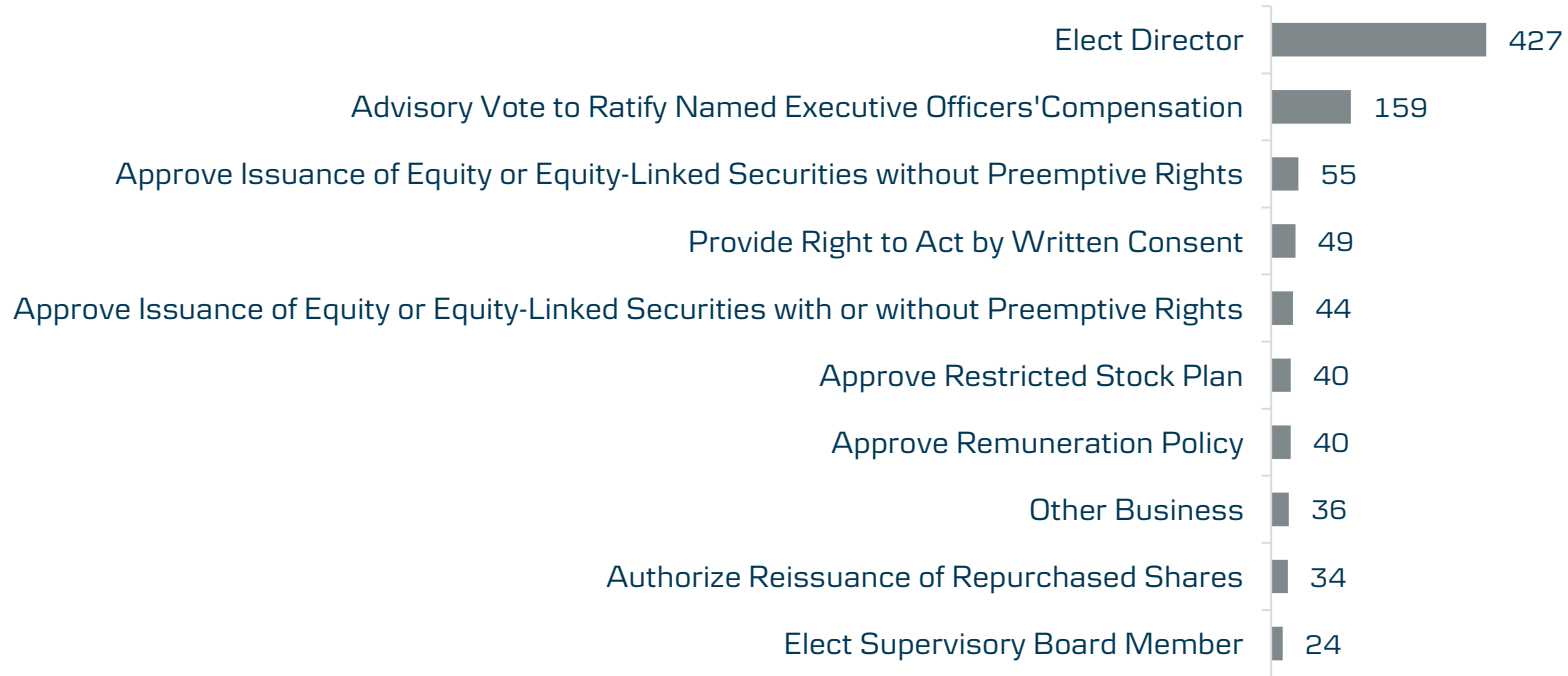 Elect Director 427
Advisory Vote to Ratify Named Executive Officers'Compensation 159
Approve Issuance of Equity or Equity-Linked Securities without Preemptive Rights 55
Provide Right to Act by Written Consent 49
Approve Issuance of Equity or Equity-Linked Securities with or without Preemptive Rights 44
Approve Restricted Stock Plan 40
Approve Remuneration Policy 40
Other Business 36
Authorize Reissuance of Repurchased Shares 34
Elect Supervisory Board Member 24